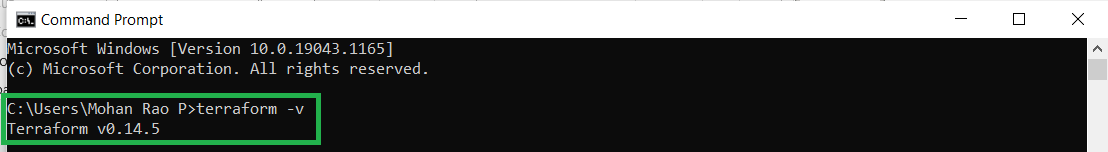 Command Prompt
Microsoft Windows [Version 10.0.19043.1165]
(c) Microsoft Corporation. All rights reserved.
C:\Users\Mohan Rao P>terraform -v
Terraform v0.14.5